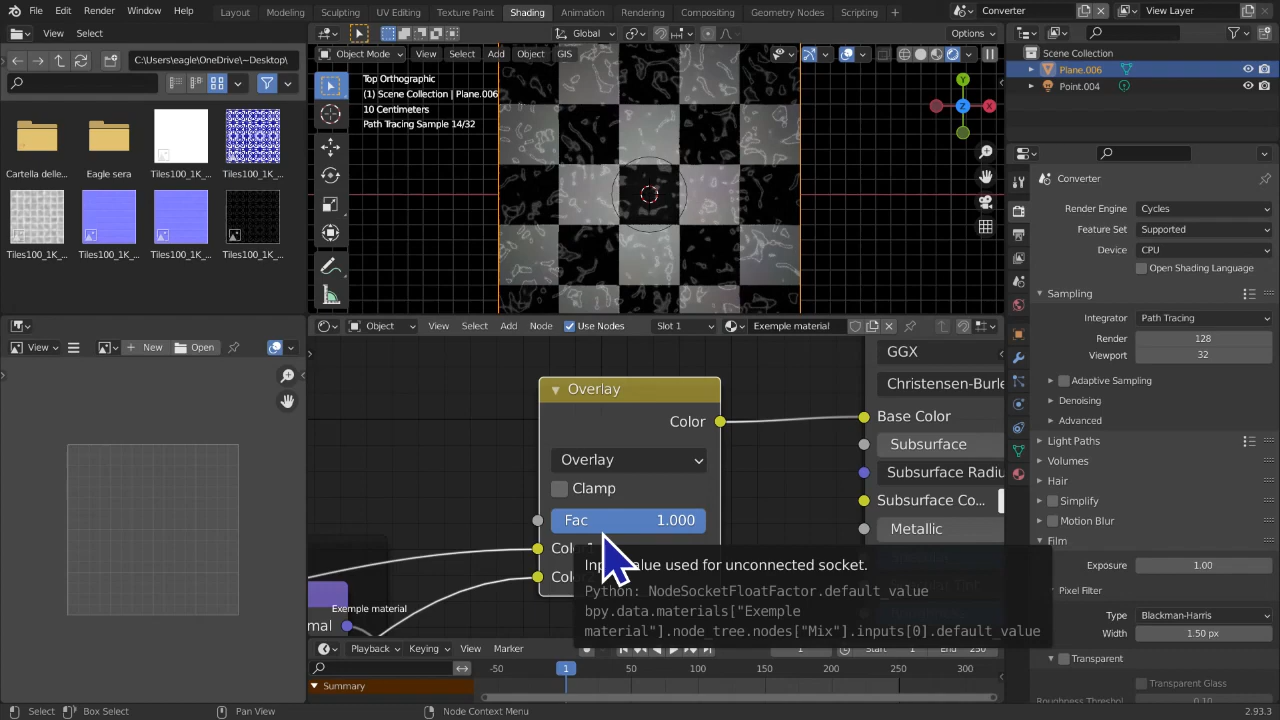 File Edit Render Window Help Layout Modeling Sculpting UV Editing Texture Paint Shading Animation Rendering Compositing Geometry Nodes Scripting + Converter View Layer
View Select
Global
Options
Scene Collection
C:\Users\eagle\OneDrive\~Desktop\
Object Mode View Select Add Object GIS
Plane.006
Point.004
Top Orthographic
(1) Scene Collection | Plane.006
10 Centimeters
Path Tracing Sample 14/32
Y
Z
X
Cartella delle...
Eagle sera
Tiles100_1K_...
Tiles100_1K_...
Tiles100_1K_...
Tiles100_1K_...
Tiles100_1K_...
Tiles100_1K_...
Converter
Render Engine Cycles
Feature Set Supported
Device CPU
Open Shading Language
Sampling
Integrator Path Tracing
Render 128
Viewport 32
Adaptive Sampling
Denoising
Advanced
Light Paths
Volumes
Hair
Simplify
Motion Blur
Film
Exposure 1.00
Pixel Filter
Type Blackman-Harris
Width 1.50 px
Transparent
Transparent Glass
Roughness Threshold 0.10
View
+ New
Open
Object View Select Add Node Use Nodes Slot 1 Exemple material
GGX
Christensen-Burle
Overlay
Color
Base Color
Overlay
Subsurface
Clamp
Subsurface Radiu
Fac 1.000
Subsurface Co...
Metallic
Input value used for unconnected socket.
Python: NodeSocketFloatFactor.default_value
bpy.data.materials["Exemple
material"].node_tree.nodes["Mix"].inputs[0].default_value
Exemple material
mal
Playback Keying View Marker
1
Start 1
End 250
-50 1 50 100 150 200 250 300
Summary
Select Box Select Pan View Node Context Menu 2.93.3